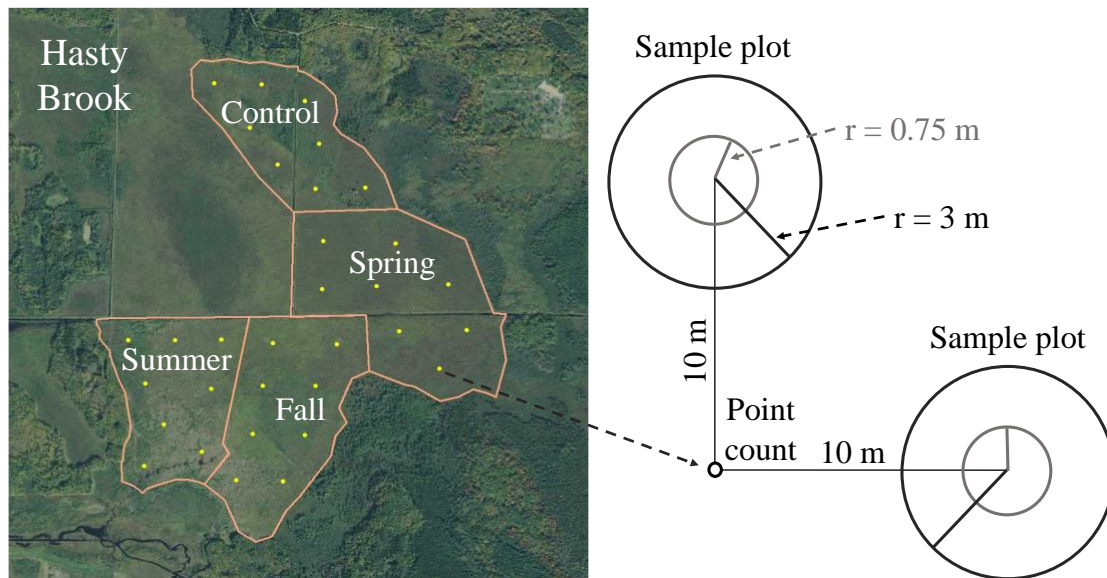 Hasty
Brook
Control
Spring
Summer
Fall
Sample plot
r = 0.75 m
r = 3 m
10 m
Sample plot
Point
count
10 m